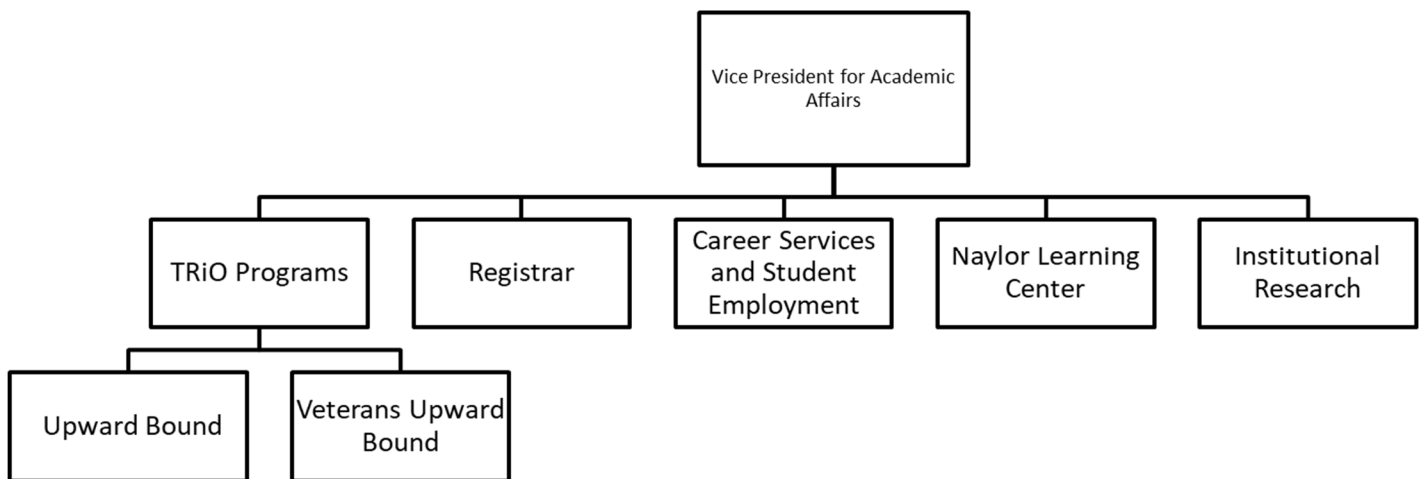 Vice President for Academic
Affairs
TRiO Programs
Registrar
Career Services
and Student
Employment
Naylor Learning
Center
Institutional
Research
Upward Bound
Veterans Upward
Bound